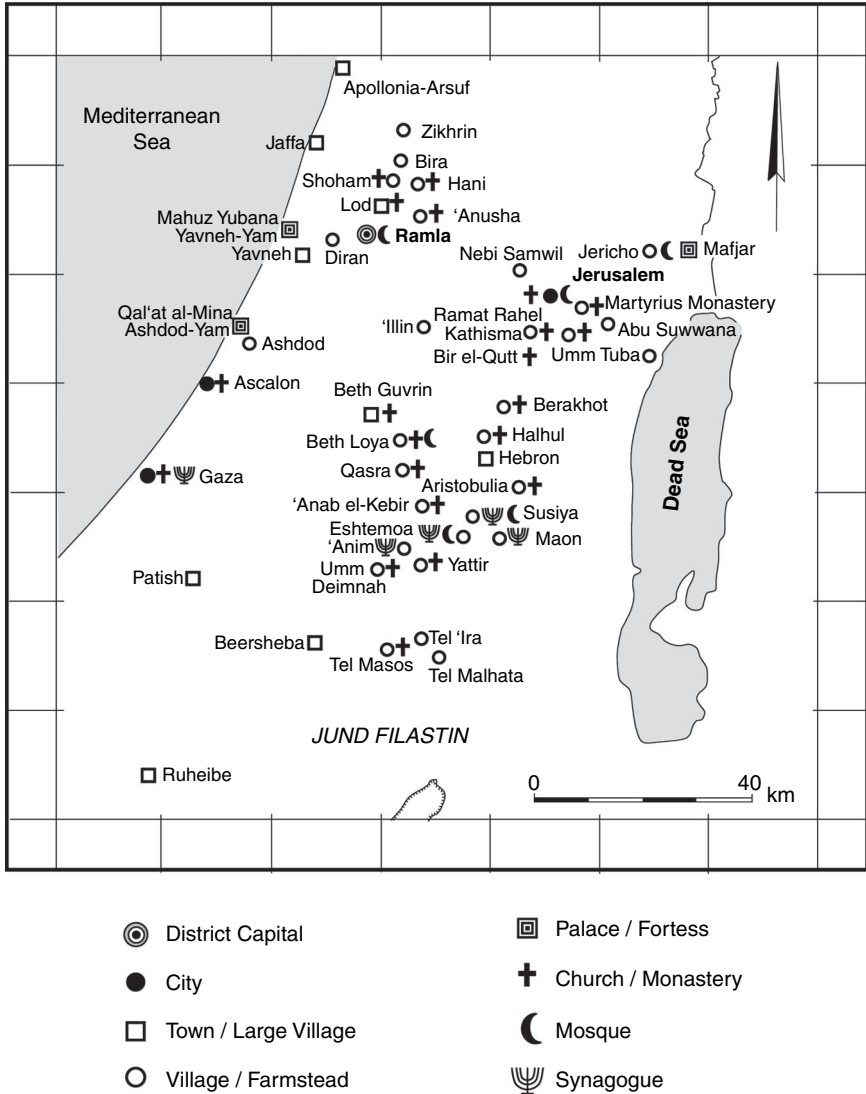 Apollonia-Arsuf
Mediterranean
Sea
Zikhrin
Jaffa
Bira
Shoham
Hani
Lod
‘Anusha
Mahuz Yubana
Yavneh-Yam
Ramla
Yavneh
Diran
Nebi Samwil
Jericho
Mafjar
Jerusalem
Qal‘at al-Mina
Ashdod-Yam
‘Illin
Ramat Rahel
Martyrius Monastery
Kathisma
Abu Suwwana
Ashdod
Bir el-Qutt
Umm Tuba
Ascalon
Beth Guvrin
Berakhot
Beth Loya
Halhul
Hebron
Dead Sea
Gaza
Qasra
Aristobulia
‘Anab el-Kebir
Susiya
Eshtemoa
Maon
‘Anim
Patish
Umm
Deimnah
Yattir
Beersheba
Tel ‘Ira
Tel Masos
Tel Malhata
JUND FILASTIN
Ruheibe
0 40
km
District Capital
City
Town / Large Village
Village / Farmstead
Palace / Fortess
Church / Monastery
Mosque
Synagogue